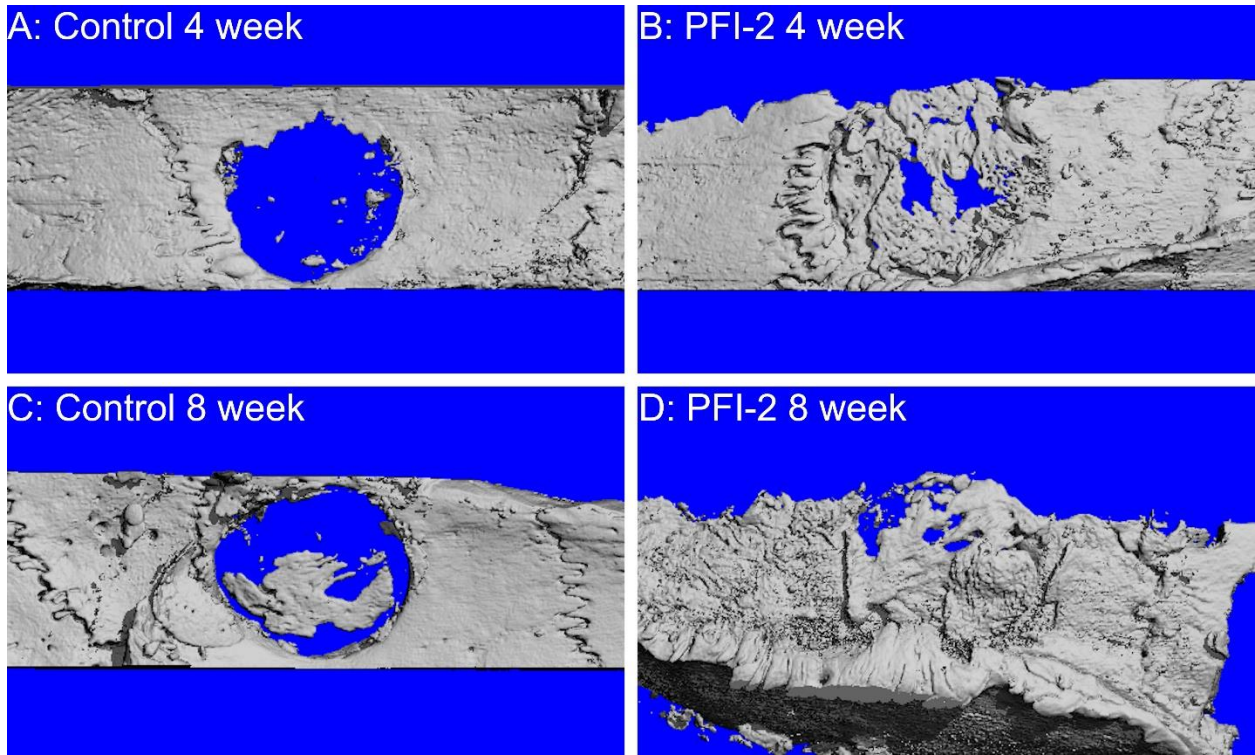 A: Control 4 week
B: PFI-2 4 week
C: Control 8 week
D: PFI-2 8 week